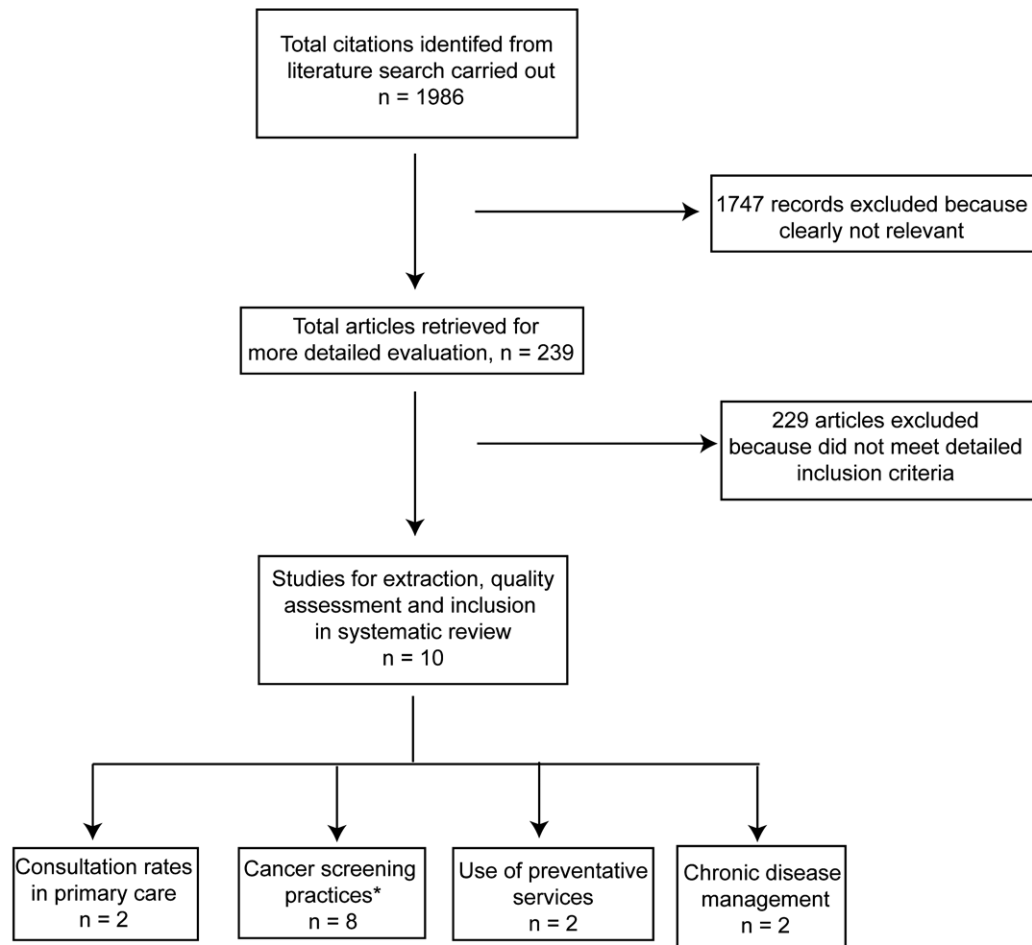 Total citations identifed from
literature search carried out
n = 1986
1747 records excluded because
clearly not relevant
Total articles retrieved for
more detailed evaluation, n = 239
229 articles excluded
because did not meet detailed
inclusion criteria
Studies for extraction, quality
assessment and inclusion
in systematic review
n = 10
Consultation rates
in primary care
n = 2
Cancer screening
practices*
n = 8
Use of preventative
services
n = 2
Chronic disease
management
n = 2